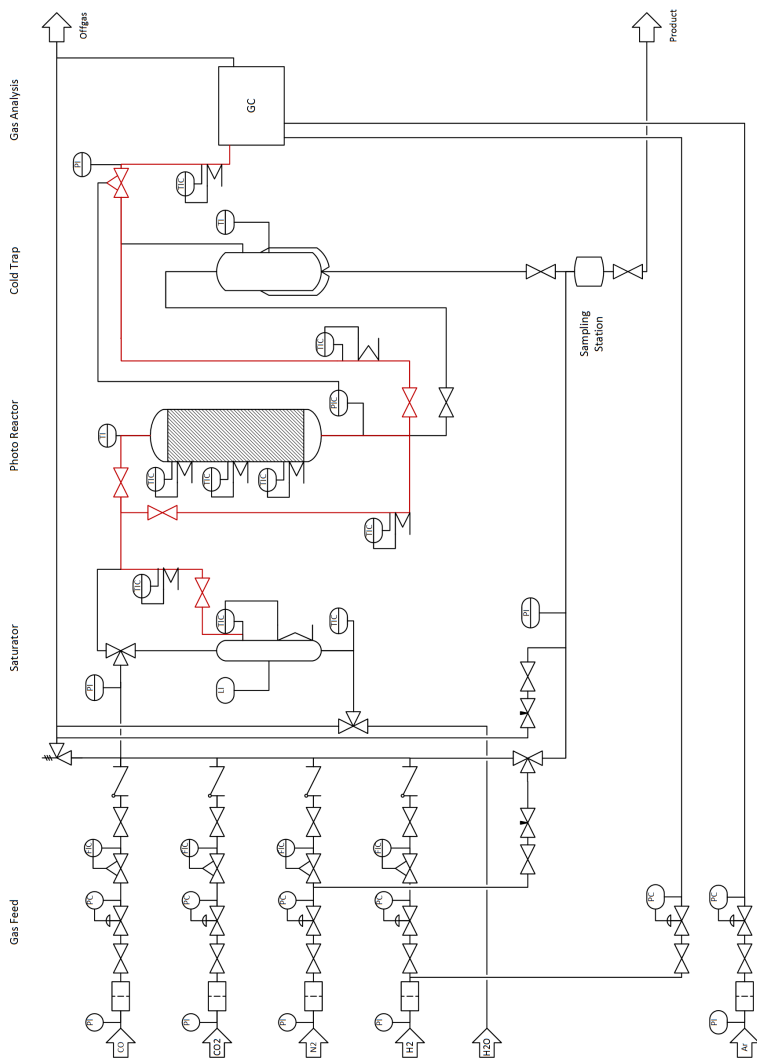 Gas Feed
Saturator
Photo Reactor
Cold Trap
Gas Analysis
Offgas
PI
CO
PC
FIC
PI
TI
PI
TIC
TIC
TIC
PI
CO2
PC
FIC
LI
TIC
TIC
TI
GC
PI
N2
PC
FIC
TIC
TIC
PIC
PI
H2
PC
FIC
TIC
TIC
H2O
PI
Sampling
Station
PC
Product
PI
Ar
PC